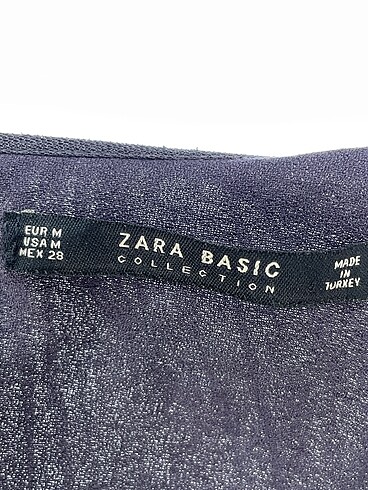 EUR M
USA M
MEX 28
ZARA BASIC
COLLECTION
MADE
IN
TURKEY